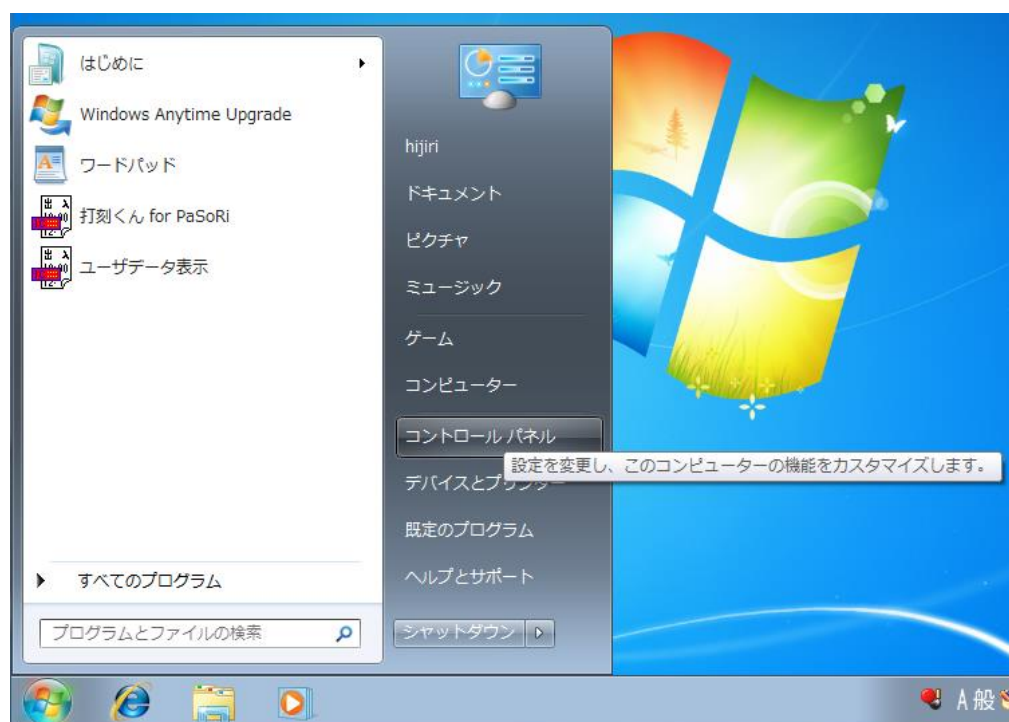 はじめに
Windows Anytime Upgrade
ワードパッド
打刻くん for PaSoRi
ユーザデータ表示
すべてのプログラム
プログラムとファイルの検索
hijiri
ドキュメント
ピクチャ
ミュージック
ゲーム
コンピューター
コントロール パネル
設定を変更し、このコンピューターの機能をカスタマイズします。
デバイスとプリンター
既定のプログラム
ヘルプとサポート
シャットダウン
A 般